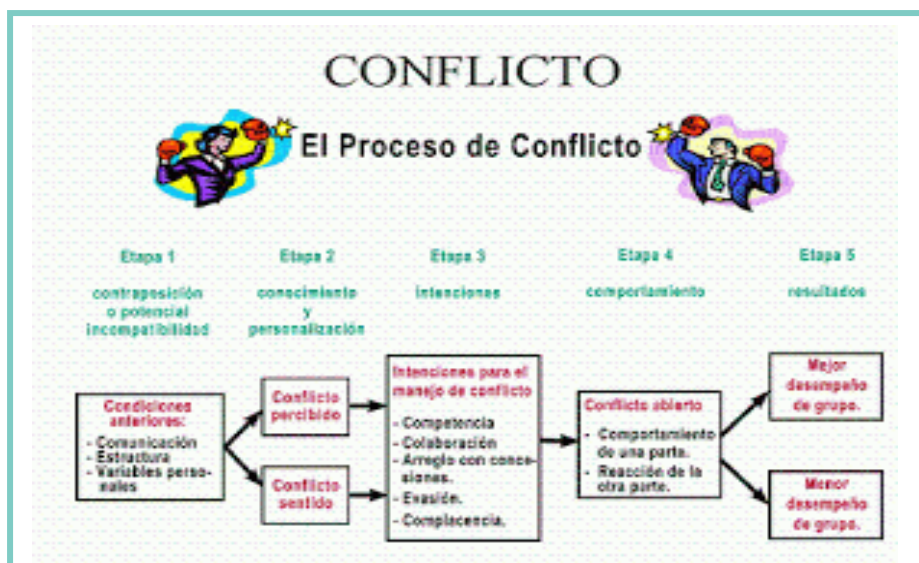 CONFLICTO
El Proceso de Conflicto
Etapa 1
contraposición
o potencial
incompatibilidad
Etapa 2
conocimiento
y
personalización
Etapa 3
intenciones
Etapa 4
comportamiento
Etapa 5
resultados
Condiciones
anteriores:
- Comunicación
- Estructura
- Variables perso-
nales
Conflicto
percibido
Conflicto
sentido
Intenciones para el
manejo de conflicto
- Competencia
- Colaboración
- Arreglo con conce-
siones.
- Evasión.
- Complacencia.
Conflicto abierto
- Comportamiento
de una parte.
- Reacción de la
otra parte.
Mejor
desempeño
de grupo.
Menor
desempeño
de grupo.